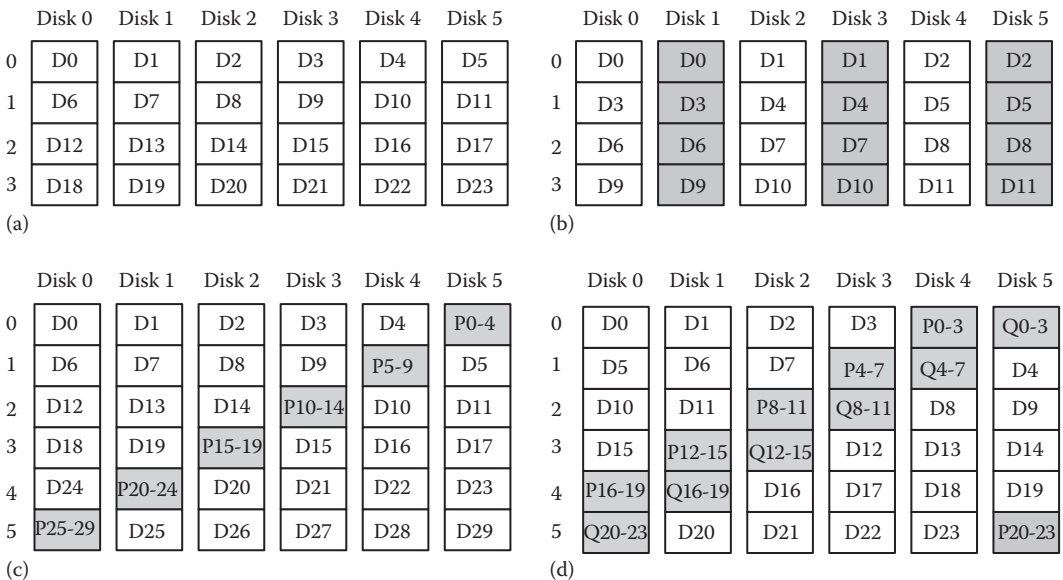 Disk 0 Disk 1 Disk 2 Disk 3 Disk 4 Disk 5
0 D0 D1 D2 D3 D4 D5
1 D6 D7 D8 D9 D10 D11
2 D12 D13 D14 D15 D16 D17
3 D18 D19 D20 D21 D22 D23
(a)
Disk 0 Disk 1 Disk 2 Disk 3 Disk 4 Disk 5
0 D0 D0 D1 D1 D2 D2
1 D3 D3 D4 D4 D5 D5
2 D6 D6 D7 D7 D8 D8
3 D9 D9 D10 D10 D11 D11
(b)
Disk 0 Disk 1 Disk 2 Disk 3 Disk 4 Disk 5
0 D0 D1 D2 D3 D4 P0-4
1 D6 D7 D8 D9 P5-9 D5
2 D12 D13 D14 P10-14 D10 D11
3 D18 D19 P15-19 D15 D16 D17
4 D24 P20-24 D20 D21 D22 D23
5 P25-29 D25 D26 D27 D28 D29
(c)
Disk 0 Disk 1 Disk 2 Disk 3 Disk 4 Disk 5
0 D0 D1 D2 D3 P0-3 Q0-3
1 D5 D6 D7 P4-7 Q4-7 D4
2 D10 D11 P8-11 Q8-11 D8 D9
3 D15 P12-15 Q12-15 D12 D13 D14
4 P16-19 Q16-19 D16 D17 D18 D19
5 Q20-23 D20 D21 D22 D23 P20-23
(d)